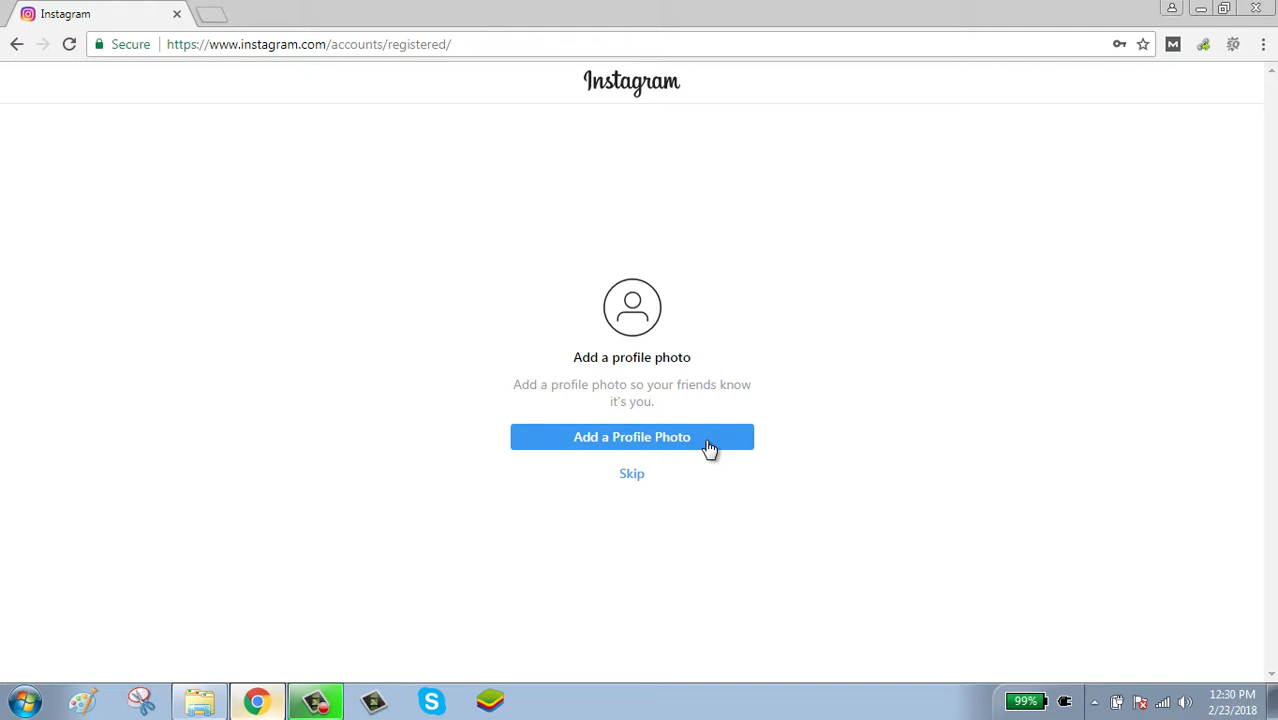 Instagram
Secure
https://www.instagram.com/accounts/registered/
M
Instagram
Add a profile photo
Add a profile photo so your friends know
it's you.
Add a Profile Photo
Skip
99%
12:30 PM
2/23/2018